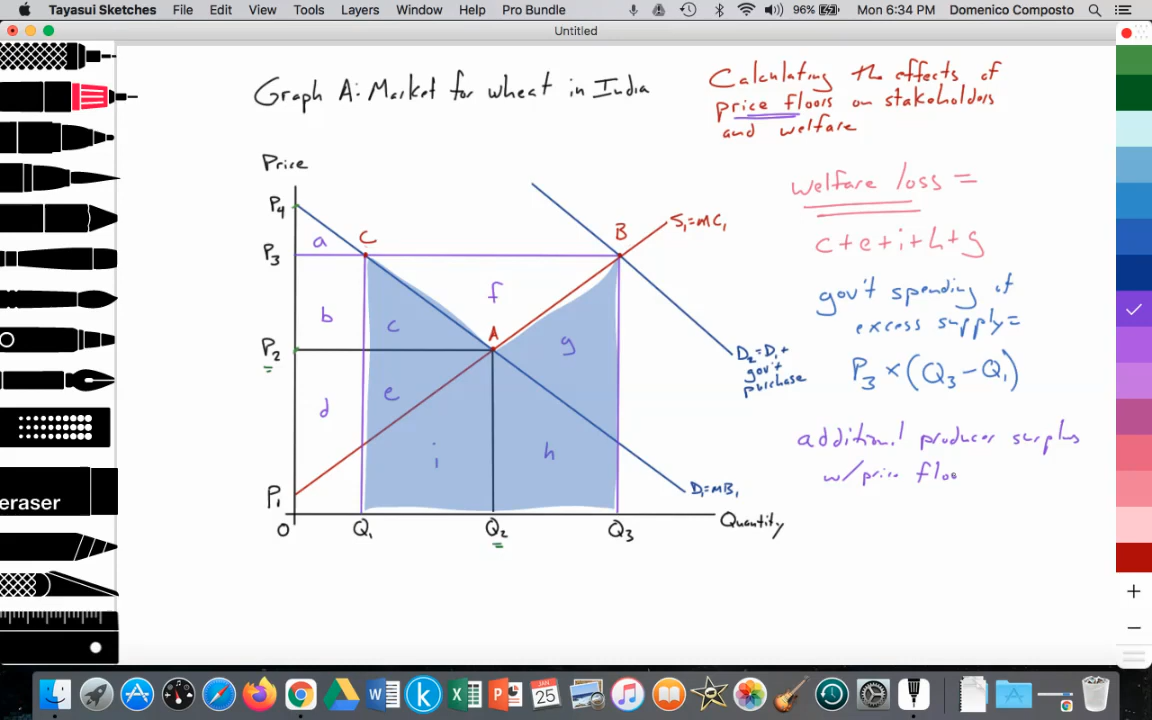 Tayasui Sketches File Edit View Tools Layers Window Help Pro Bundle 96% Mon 6:34 PM Domenico Composto
Untitled
Graph A: Market for wheat in India
Calculating the effects of
price floors on stakeholders
and welfare
Price
P4
a
C
B
S1=MC1
P3
welfare loss =
c+e+i+h+g
f
b
c
g
gov't spending of
excess supply=
A
P2
D2=D1+
gov't
purchase
P3 × (Q3 − Q1)
d
e
i
h
additional producer surplus
w/price floo
P1
D1=MB1
0
Q1
Q2
Q3
Quantity
eraser
W
k
X
P
JAN
25